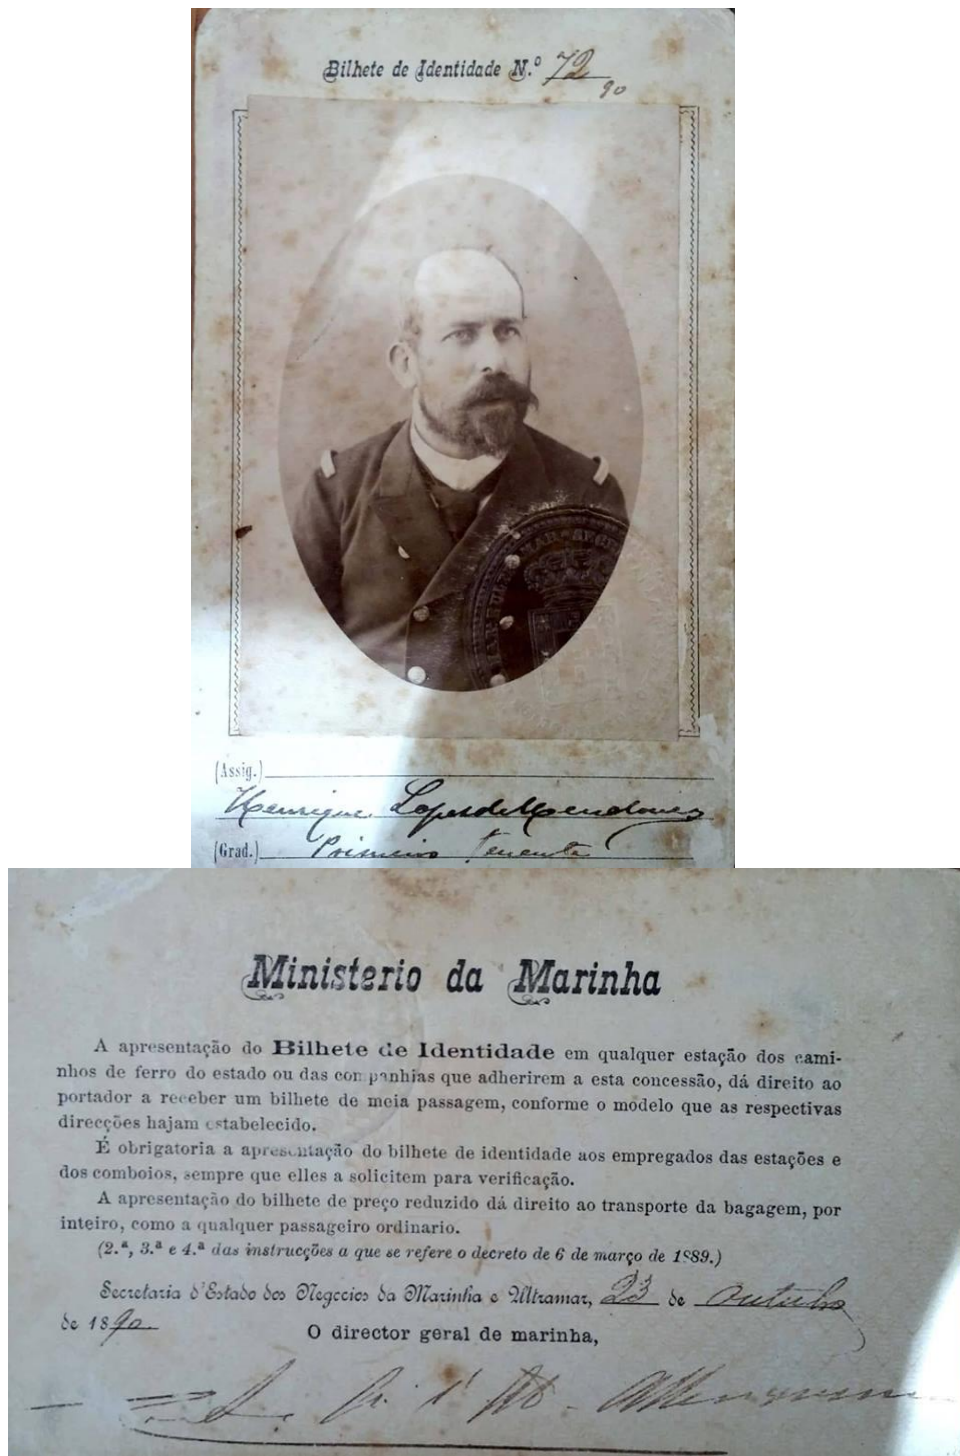 Bilhete de Identidade N.º 72
90
(Assig.)
Henrique Lopes de Mendonça
(Grad.) Primeiro Tenente
Ministerio da Marinha
A apresentação do Bilhete de Identidade em qualquer estação dos cami-
nhos de ferro do estado ou das companhias que adherirem a esta concessão, dá direito ao
portador a receber um bilhete de meia passagem, conforme o modelo que as respectivas
direcções hajam estabelecido.
É obrigatoria a apresentação do bilhete de identidade aos empregados das estações e
dos comboios, sempre que elles a solicitem para verificação.
A apresentação do bilhete de preço reduzido dá direito ao transporte da bagagem, por
inteiro, como a qualquer passageiro ordinario.
(2.ª, 3.ª e 4.ª das instrucções a que se refere o decreto de 6 de março de 1889.)
Secretaria d'Estado dos Negocios da Marinha e Ultramar, 23 de Outubro
de 1890
O director geral de marinha,